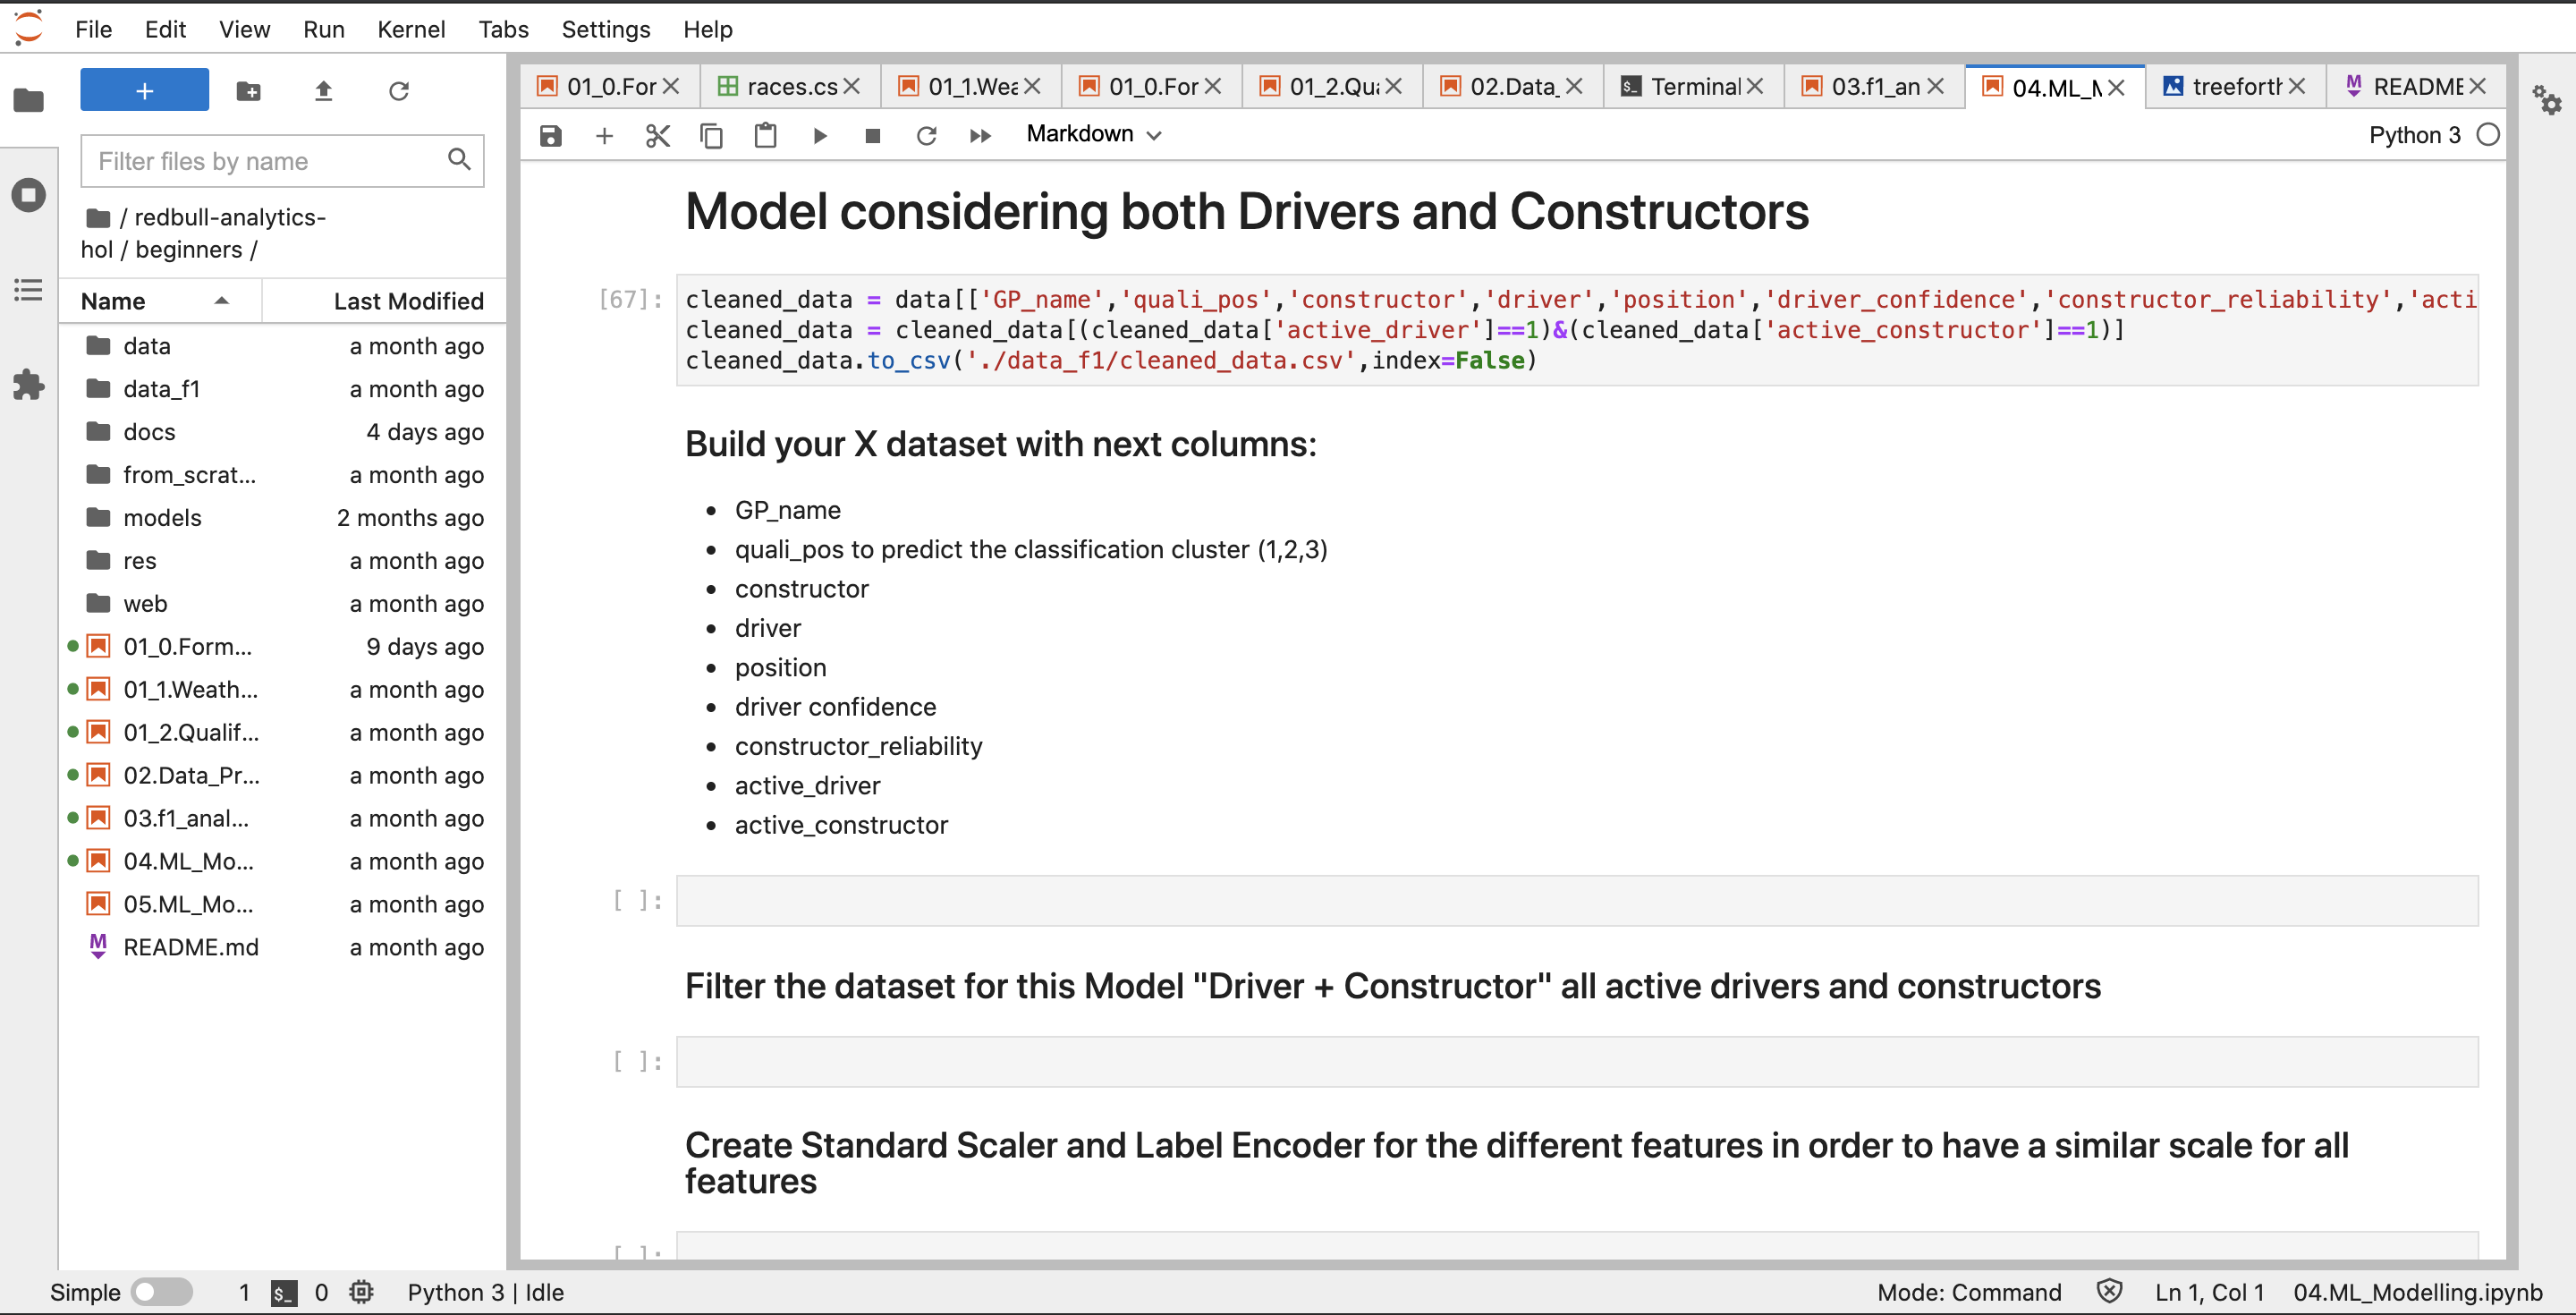 File Edit View Run Kernel Tabs Settings Help
+
Filter files by name
/ redbull-analytics-
hol / beginners /
Name Last Modified
data a month ago
data_f1 a month ago
docs 4 days ago
from_scrat... a month ago
models 2 months ago
res a month ago
web a month ago
01_0.Form... 9 days ago
01_1.Weath... a month ago
01_2.Qualif... a month ago
02.Data_Pr... a month ago
03.f1_anal... a month ago
04.ML_Mo... a month ago
05.ML_Mo... a month ago
M README.md a month ago
01_0.For races.cs 01_1.Wea 01_0.For 01_2.Qua 02.Data_ $_ Terminal 03.f1_an 04.ML_M treeforth M README
Markdown Python 3
Model considering both Drivers and Constructors
[67]: cleaned_data = data[['GP_name','quali_pos','constructor','driver','position','driver_confidence','constructor_reliability','acti
cleaned_data = cleaned_data[(cleaned_data['active_driver']==1)&(cleaned_data['active_constructor']==1)]
cleaned_data.to_csv('./data_f1/cleaned_data.csv',index=False)
Build your X dataset with next columns:
• GP_name
• quali_pos to predict the classification cluster (1,2,3)
• constructor
• driver
• position
• driver confidence
• constructor_reliability
• active_driver
• active_constructor
[ ]:
Filter the dataset for this Model "Driver + Constructor" all active drivers and constructors
[ ]:
Create Standard Scaler and Label Encoder for the different features in order to have a similar scale for all
features
[ ]:
Simple 1 $_ 0 Python 3 | Idle Mode: Command Ln 1, Col 1 04.ML_Modelling.ipynb